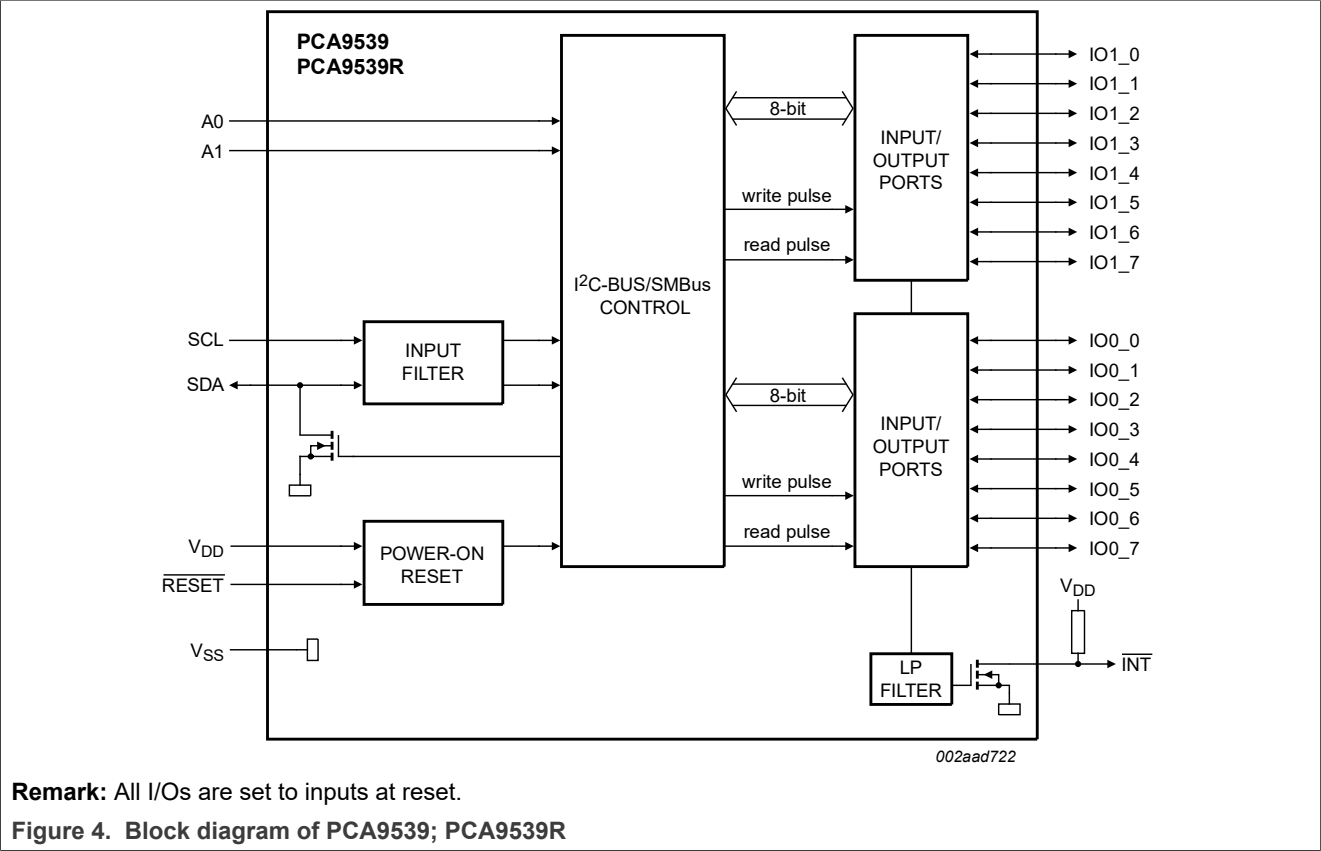 PCA9539
PCA9539R
A0
A1
SCL
SDA
VDD
RESET
VSS
INPUT
FILTER
POWER-ON
RESET
I2C-BUS/SMBus
CONTROL
8-bit
write pulse
read pulse
8-bit
write pulse
read pulse
INPUT/
OUTPUT
PORTS
INPUT/
OUTPUT
PORTS
LP
FILTER
IO1_0
IO1_1
IO1_2
IO1_3
IO1_4
IO1_5
IO1_6
IO1_7
IO0_0
IO0_1
IO0_2
IO0_3
IO0_4
IO0_5
IO0_6
IO0_7
VDD
INT
002aad722
Remark: All I/Os are set to inputs at reset.
Figure 4. Block diagram of PCA9539; PCA9539R